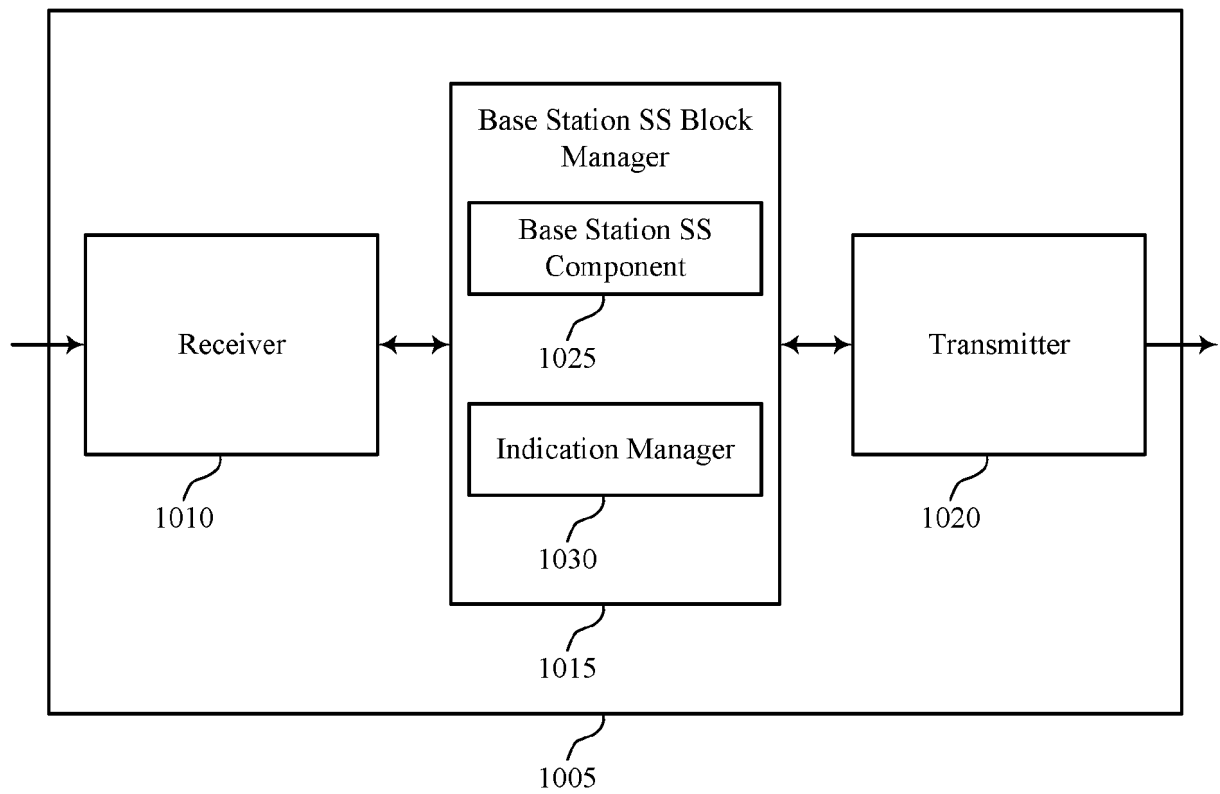 Base Station SS Block
Manager
Base Station SS
Component
1025
Receiver
1010
Transmitter
1020
Indication Manager
1030
1015
1005